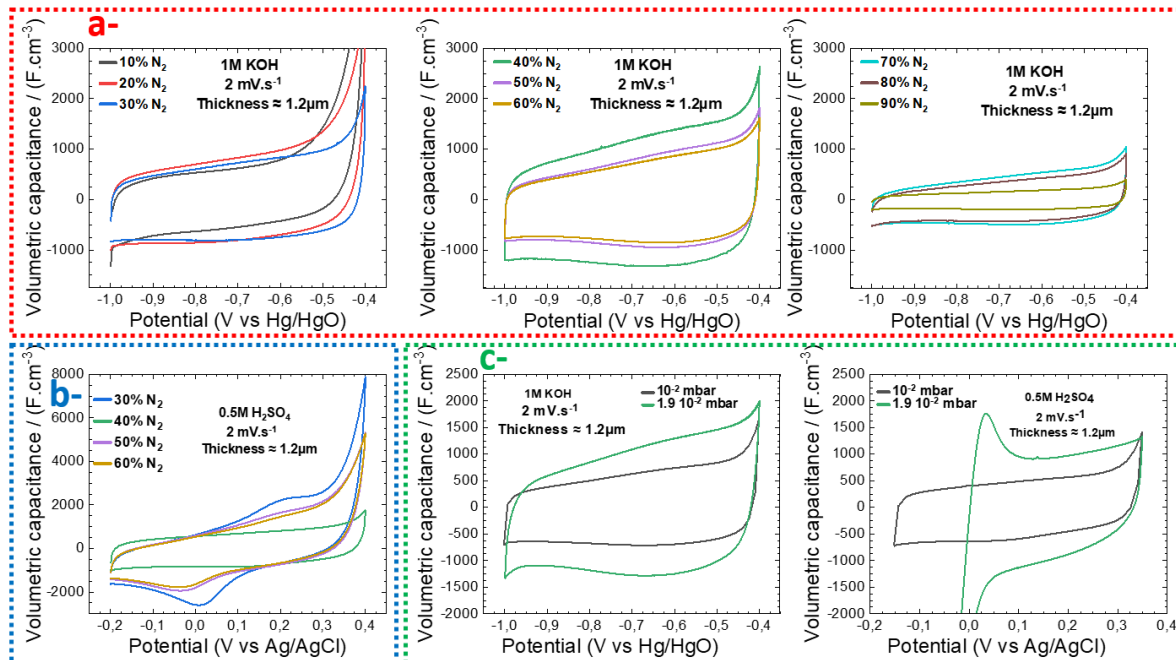 a-
Volumetric capacitance / (F.cm⁻³)
3000
2000
1000
0
-1000
10% N₂
20% N₂
30% N₂
1M KOH
2 mV.s⁻¹
Thickness ≈ 1.2µm
-1,0 -0,9 -0,8 -0,7 -0,6 -0,5 -0,4
Potential (V vs Hg/HgO)
Volumetric capacitance / (F.cm⁻³)
3000
2000
1000
0
-1000
40% N₂
50% N₂
60% N₂
1M KOH
2 mV.s⁻¹
Thickness ≈ 1.2µm
-1,0 -0,9 -0,8 -0,7 -0,6 -0,5 -0,4
Potential (V vs Hg/HgO)
Volumetric capacitance / (F.cm⁻³)
3000
2000
1000
0
-1000
70% N₂
80% N₂
90% N₂
1M KOH
2 mV.s⁻¹
Thickness ≈ 1.2µm
-1,0 -0,9 -0,8 -0,7 -0,6 -0,5 -0,4
Potential (V vs Hg/HgO)
b-
Volumetric capacitance / (F.cm⁻³)
8000
6000
4000
2000
0
-2000
30% N₂
40% N₂
50% N₂
60% N₂
0.5M H₂SO₄
2 mV.s⁻¹
Thickness ≈ 1.2µm
-0,2 -0,1 0,0 0,1 0,2 0,3 0,4
Potential (V vs Ag/AgCl)
c-
Volumetric capacitance / (F.cm⁻³)
2500
2000
1500
1000
500
0
-500
1000
1500
2000
1M KOH
2 mV.s⁻¹
Thickness ≈ 1.2µm
10⁻² mbar
1.9 10⁻² mbar
-1,0 -0,9 -0,8 -0,7 -0,6 -0,5 -0,4
Potential (V vs Hg/HgO)
Volumetric capacitance / (F.cm⁻³)
2500
2000
1500
1000
500
0
-500
1000
1500
2000
10⁻² mbar
1.9 10⁻² mbar
0.5M H₂SO₄
2 mV.s⁻¹
Thickness ≈ 1.2µm
-0,2 -0,1 0,0 0,1 0,2 0,3 0,4
Potential (V vs Ag/AgCl)